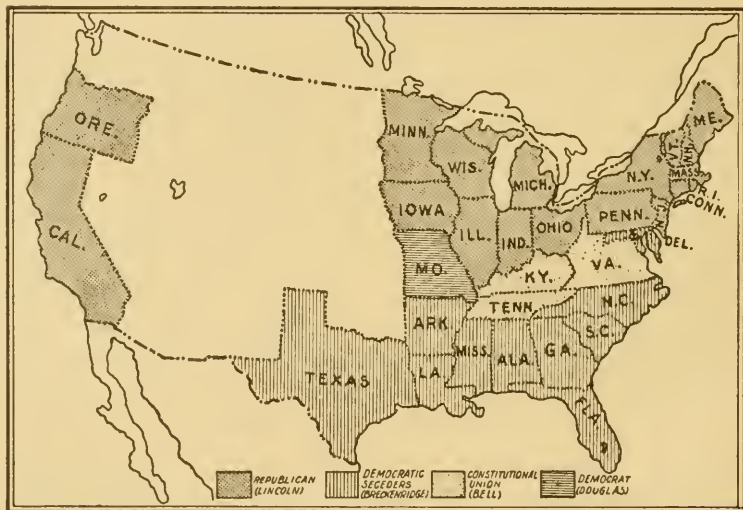 ORE.
CAL.
MINN.
WIS.
MICH.
IOWA
ILL.
IND.
OHIO
MO.
KY.
TENN.
ARK.
LA.
TEXAS
MISS.
ALA.
GA.
FLA.
S.C.
N.C.
VA.
DEL.
PENN.
N.J.
N.Y.
CONN.
R.I.
MASS.
VT.
N.H.
ME.
REPUBLICAN
(LINCOLN)
DEMOCRATIC
SECEDERS
(BRECKENRIDGE)
CONSTITUTIONAL
UNION
(BELL)
DEMOCRAT
(DOUGLAS)